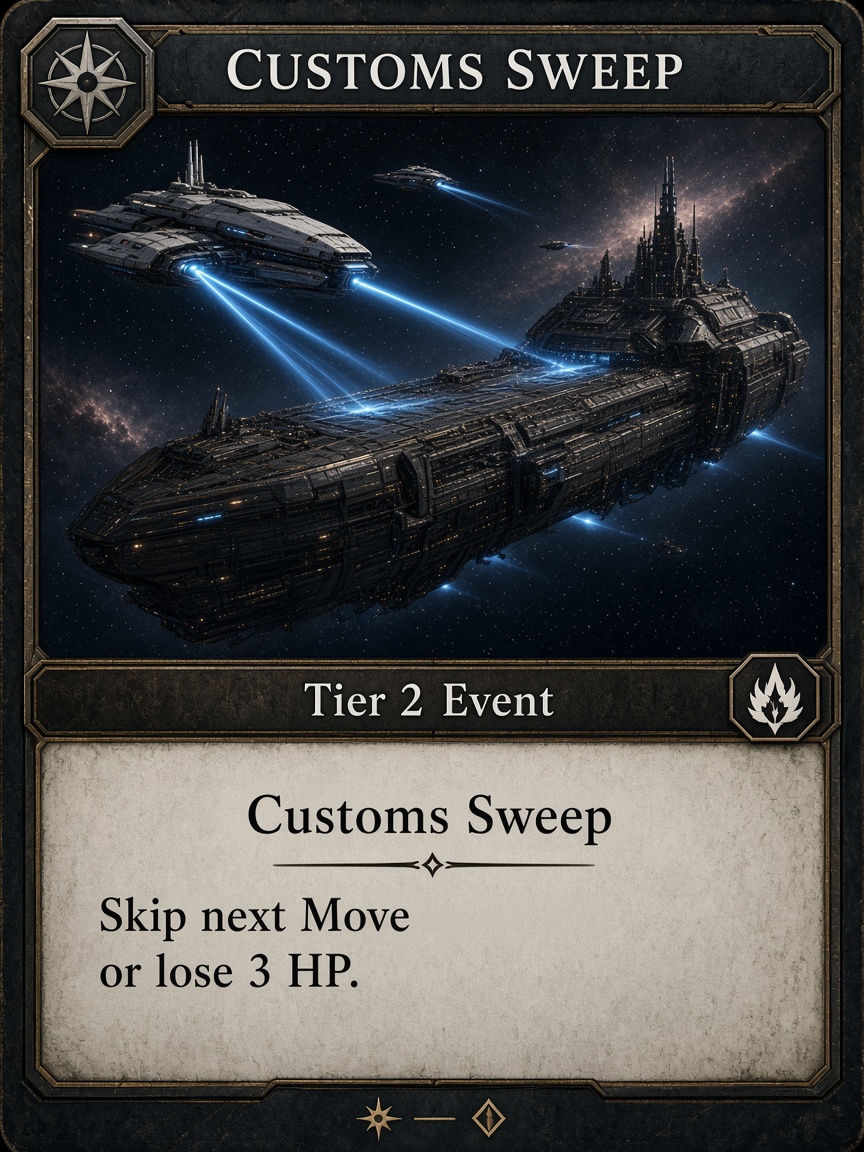 Customs Sweep
Tier 2 Event
Customs Sweep
Skip next Move
or lose 3 HP.